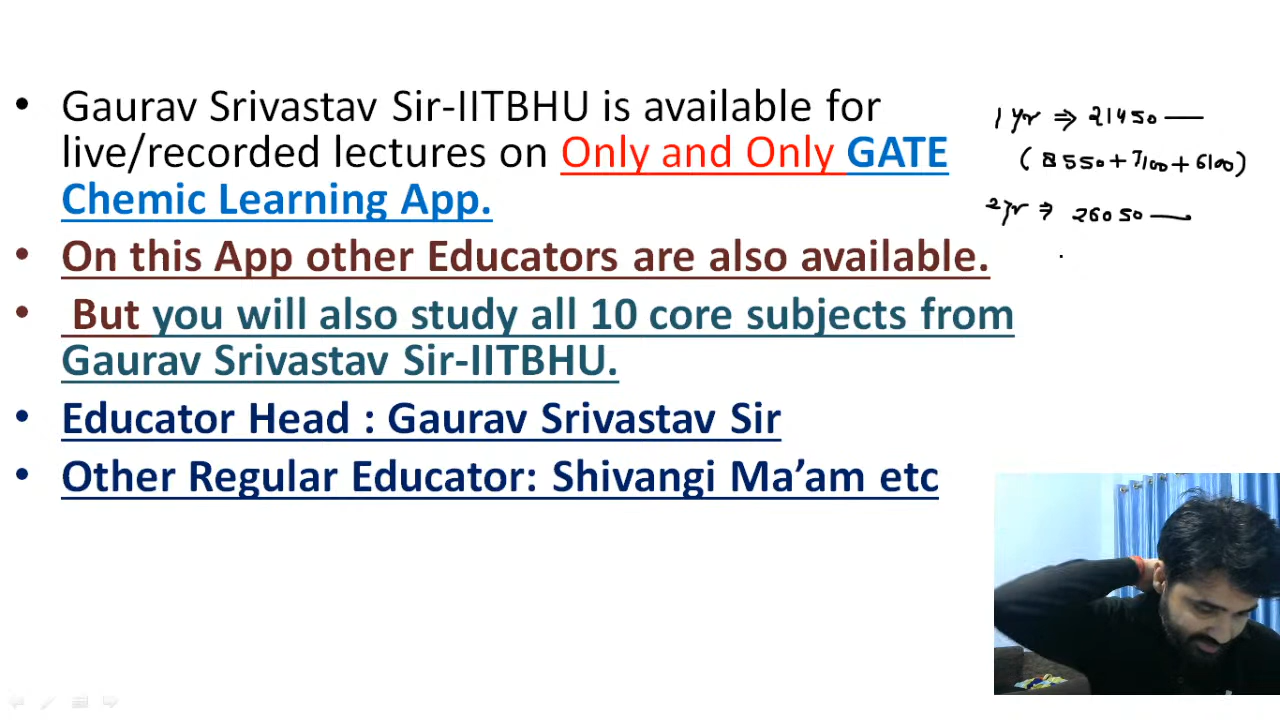 • Gaurav Srivastav Sir-IITBHU is available for
live/recorded lectures on Only and Only GATE
Chemic Learning App.
• On this App other Educators are also available.
• But you will also study all 10 core subjects from
Gaurav Srivastav Sir-IITBHU.
• Educator Head : Gaurav Srivastav Sir
• Other Regular Educator: Shivangi Ma’am etc
1 yr ⇒ 21450 —
(8550+7100+6100)
2 yr ⇒ 26050 —